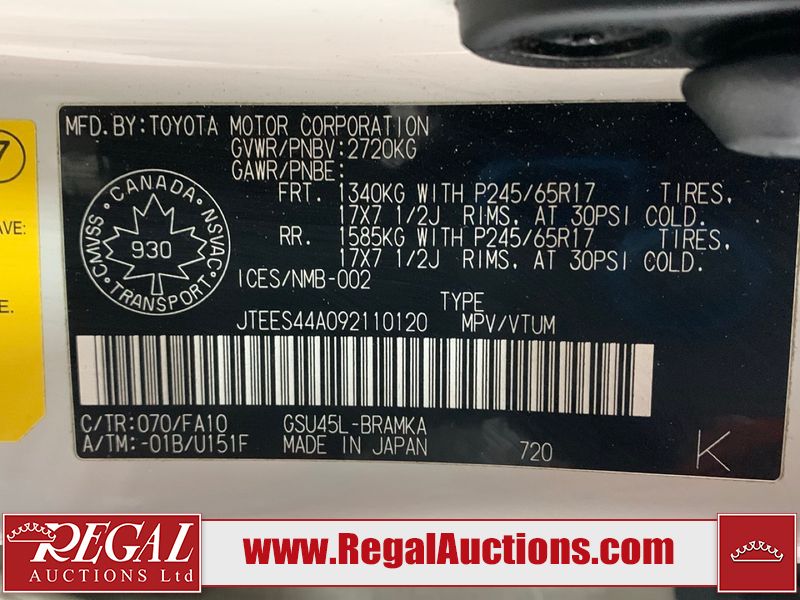 MFD.BY:TOYOTA MOTOR CORPORATION
GVWR/PNBV:2720KG
GAWR/PNBE:
FRT. 1340KG WITH P245/65R17 TIRES,
17X7 1/2J RIMS, AT 30PSI COLD.
RR. 1585KG WITH P245/65R17 TIRES,
17X7 1/2J RIMS, AT 30PSI COLD.
CANADA
CMVSS NSVAC
930
TRANSPORT
ICES/NMB-002
TYPE
JTEES44A092110120 MPV/VTUM
C/TR:070/FA10 GSU45L-BRAMKA
A/TM:-01B/U151F MADE IN JAPAN 720 K
7
AVE:
E.
REGAL
AUCTIONS Ltd
www.RegalAuctions.com